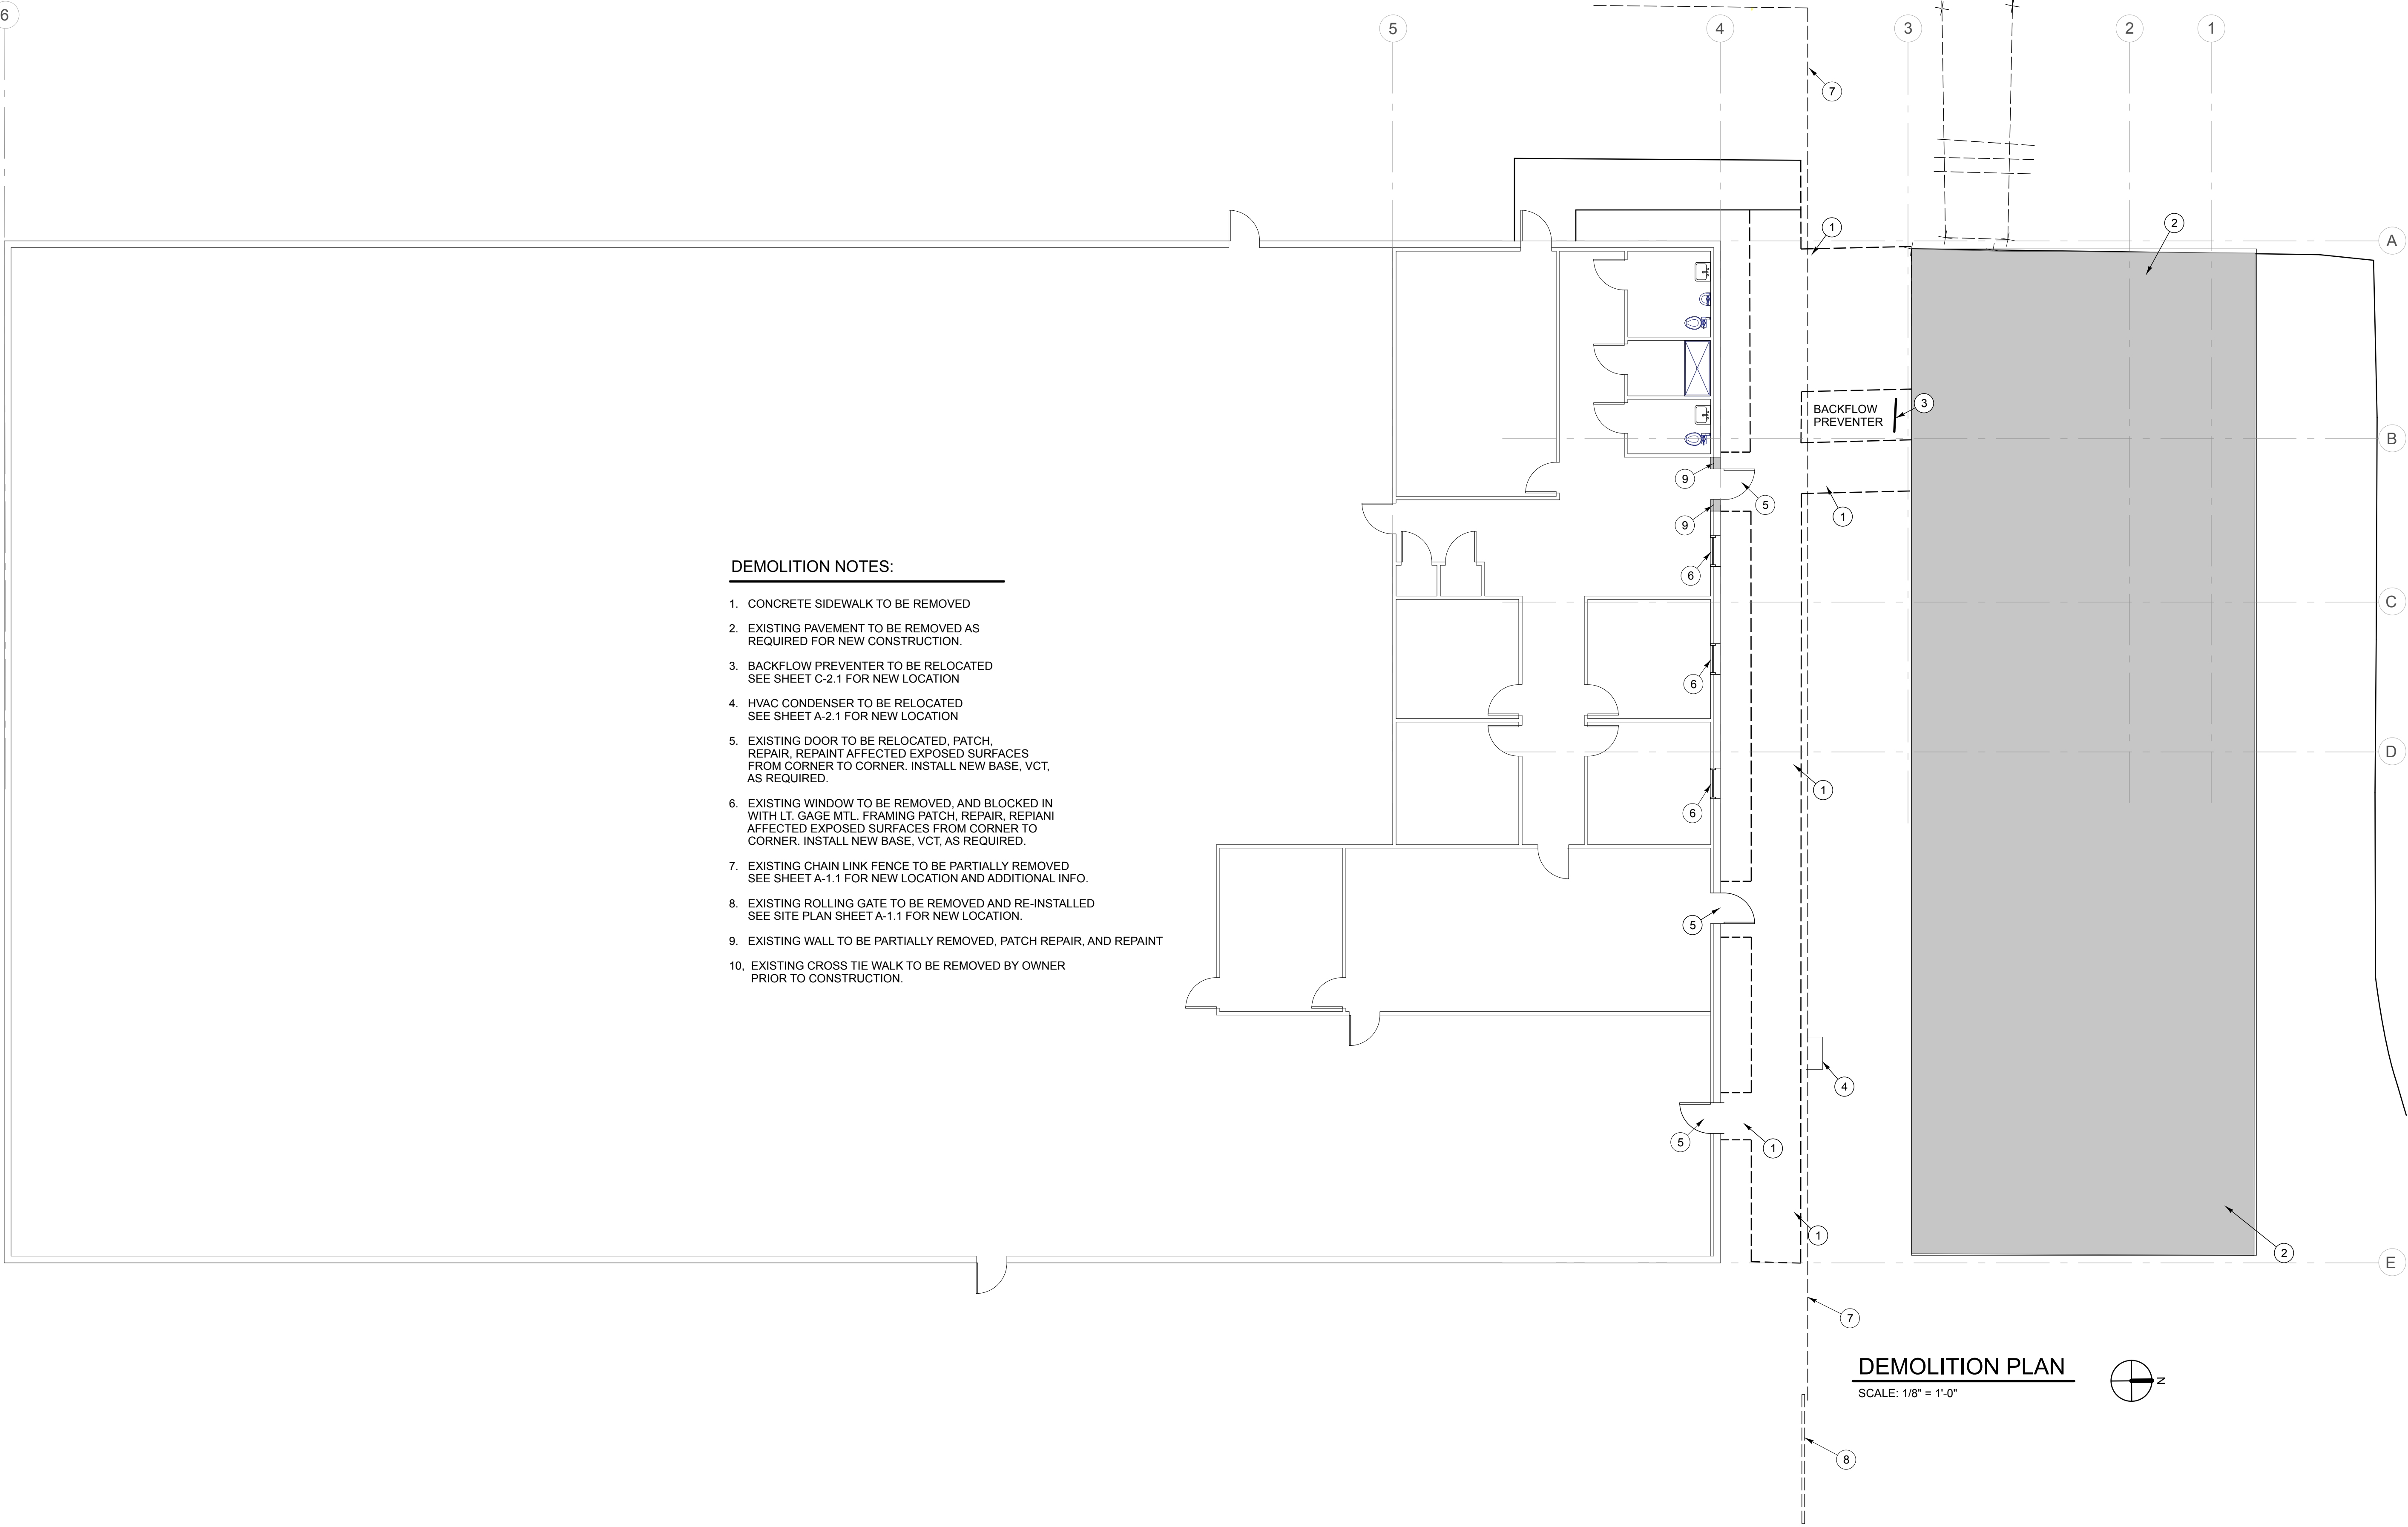 6
5
4
3
2
1
7
1
2
A
BACKFLOW
PREVENTER
3
B
9
5
9
1
6
C
DEMOLITION NOTES:
1. CONCRETE SIDEWALK TO BE REMOVED
2. EXISTING PAVEMENT TO BE REMOVED AS
REQUIRED FOR NEW CONSTRUCTION.
3. BACKFLOW PREVENTER TO BE RELOCATED
SEE SHEET C-2.1 FOR NEW LOCATION
4. HVAC CONDENSER TO BE RELOCATED
SEE SHEET A-2.1 FOR NEW LOCATION
5. EXISTING DOOR TO BE RELOCATED, PATCH,
REPAIR, REPAINT AFFECTED EXPOSED SURFACES
FROM CORNER TO CORNER. INSTALL NEW BASE, VCT,
AS REQUIRED.
6. EXISTING WINDOW TO BE REMOVED, AND BLOCKED IN
WITH LT. GAGE MTL. FRAMING PATCH, REPAIR, REPIANI
AFFECTED EXPOSED SURFACES FROM CORNER TO
CORNER. INSTALL NEW BASE, VCT, AS REQUIRED.
7. EXISTING CHAIN LINK FENCE TO BE PARTIALLY REMOVED
SEE SHEET A-1.1 FOR NEW LOCATION AND ADDITIONAL INFO.
8. EXISTING ROLLING GATE TO BE REMOVED AND RE-INSTALLED
SEE SITE PLAN SHEET A-1.1 FOR NEW LOCATION.
9. EXISTING WALL TO BE PARTIALLY REMOVED, PATCH REPAIR, AND REPAINT
10, EXISTING CROSS TIE WALK TO BE REMOVED BY OWNER
PRIOR TO CONSTRUCTION.
6
D
1
6
5
4
5
1
1
2
E
7
DEMOLITION PLAN
SCALE: 1/8" = 1'-0"
N
8